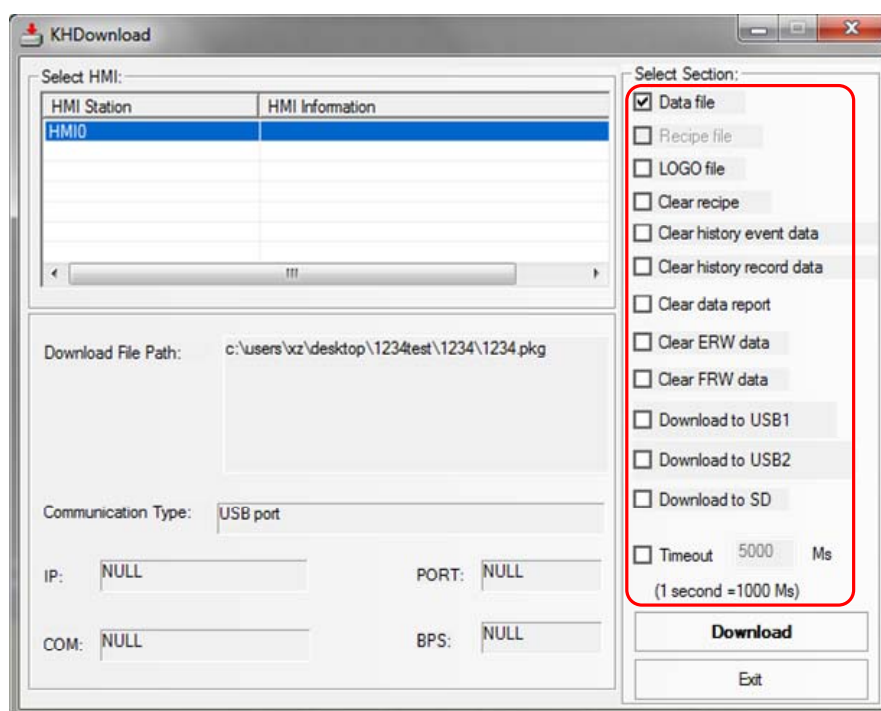 KHDownload
Select HMI:
HMI Station HMI Information
HMI0
Download File Path: c:\users\xz\desktop\1234test\1234\1234.pkg
Communication Type: USB port
IP: NULL PORT: NULL
COM: NULL BPS: NULL
Select Section:
Data file
Recipe file
LOGO file
Clear recipe
Clear history event data
Clear history record data
Clear data report
Clear ERW data
Clear FRW data
Download to USB1
Download to USB2
Download to SD
Timeout 5000 Ms
(1 second =1000 Ms)
Download
Exit